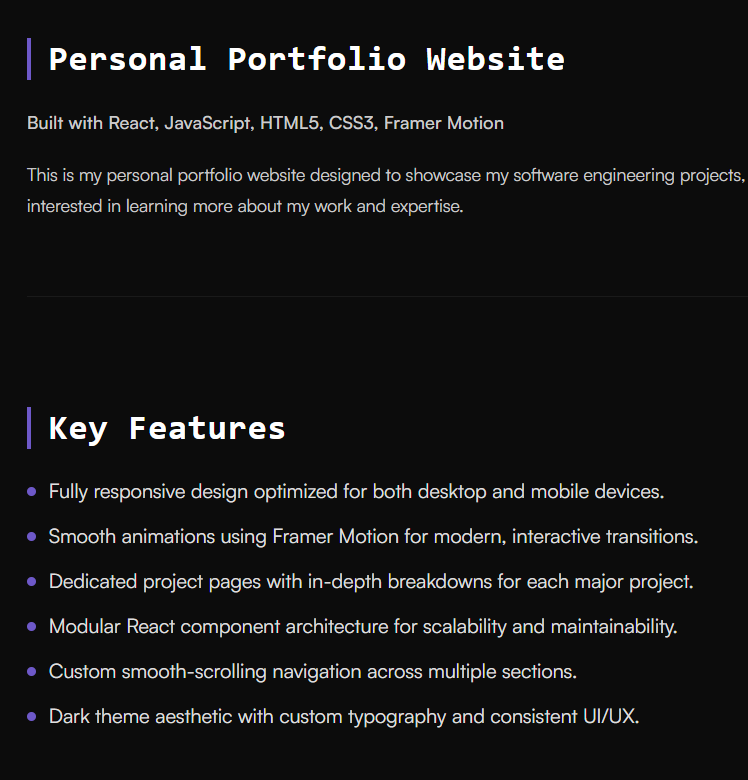 Personal Portfolio Website
Built with React, JavaScript, HTML5, CSS3, Framer Motion
This is my personal portfolio website designed to showcase my software engineering projects,
interested in learning more about my work and expertise.
Key Features
Fully responsive design optimized for both desktop and mobile devices.
Smooth animations using Framer Motion for modern, interactive transitions.
Dedicated project pages with in-depth breakdowns for each major project.
Modular React component architecture for scalability and maintainability.
Custom smooth-scrolling navigation across multiple sections.
Dark theme aesthetic with custom typography and consistent UI/UX.